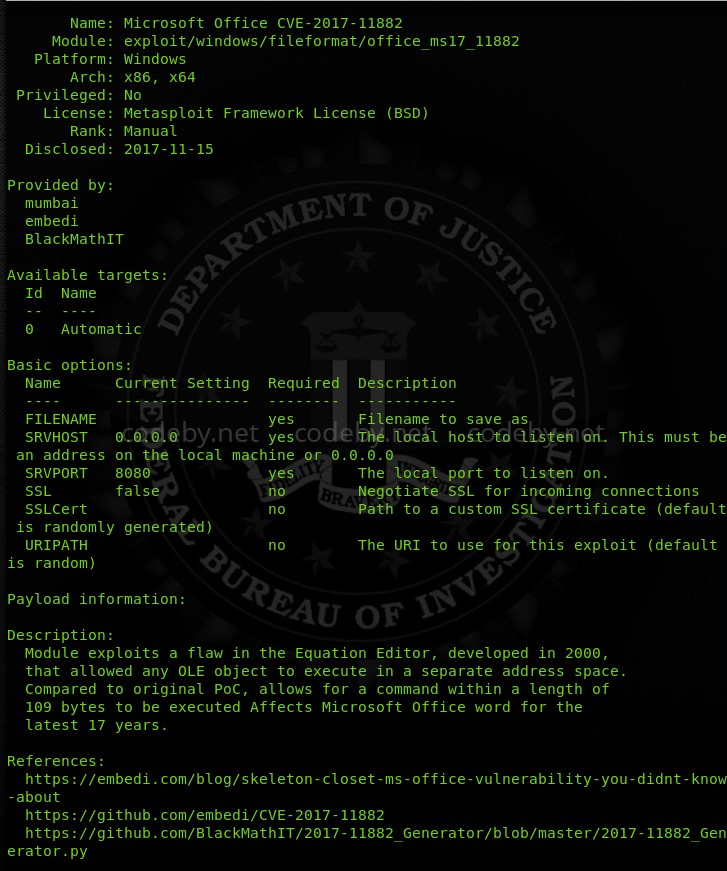 Name: Microsoft Office CVE-2017-11882
Module: exploit/windows/fileformat/office_ms17_11882
Platform: Windows
Arch: x86, x64
Privileged: No
License: Metasploit Framework License (BSD)
Rank: Manual
Disclosed: 2017-11-15
Provided by:
mumbai
embedi
BlackMathIT
Available targets:
Id  Name
--  ----
0   Automatic
Basic options:
Name      Current Setting  Required  Description
----      ---------------  --------  -----------
FILENAME                   yes       Filename to save as
SRVHOST   0.0.0.0          yes       The local host to listen on. This must be
an address on the local machine or 0.0.0.0
SRVPORT   8080             yes       The local port to listen on.
SSL       false            no        Negotiate SSL for incoming connections
SSLCert                    no        Path to a custom SSL certificate (default
is randomly generated)
URIPATH                    no        The URI to use for this exploit (default
is random)
Payload information:
Description:
Module exploits a flaw in the Equation Editor, developed in 2000,
that allowed any OLE object to execute in a separate address space.
Compared to original PoC, allows for a command within a length of
109 bytes to be executed Affects Microsoft Office word for the
latest 17 years.
References:
https://embedi.com/blog/skeleton-closet-ms-office-vulnerability-you-didnt-know
-about
https://github.com/embedi/CVE-2017-11882
https://github.com/BlackMathIT/2017-11882_Generator/blob/master/2017-11882_Gen
erator.py
DEPARTMENT OF JUSTICE
FEDERAL BUREAU OF INVESTIGATION
codeby.net codeby.net codeby.net